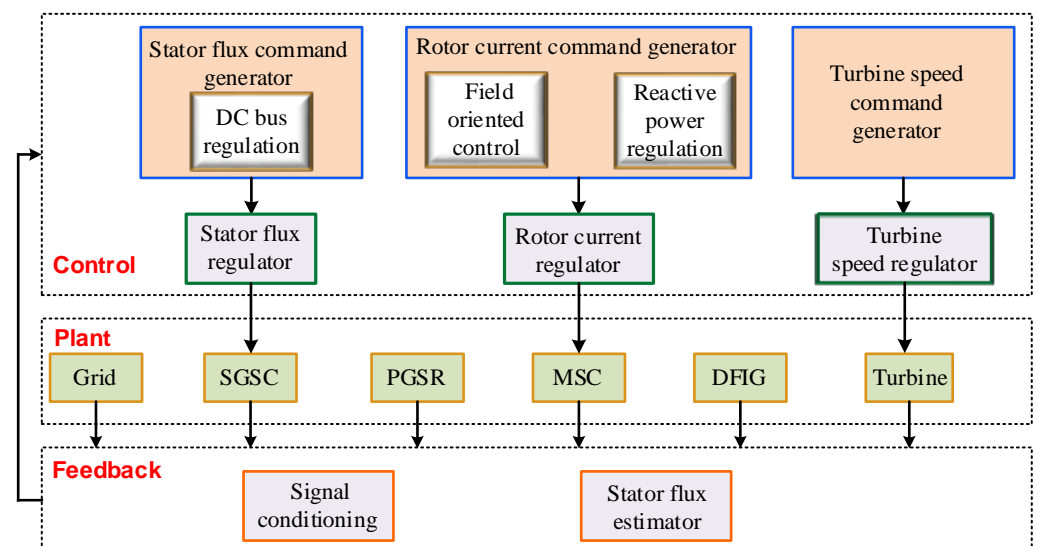 Stator flux command
generator
DC bus
regulation
Rotor current command generator
Field
oriented
control
Reactive
power
regulation
Turbine speed
command
generator
Stator flux
regulator
Rotor current
regulator
Turbine
speed regulator
Control
Plant
Grid
SGSC
PGSR
MSC
DFIG
Turbine
Feedback
Signal
conditioning
Stator flux
estimator